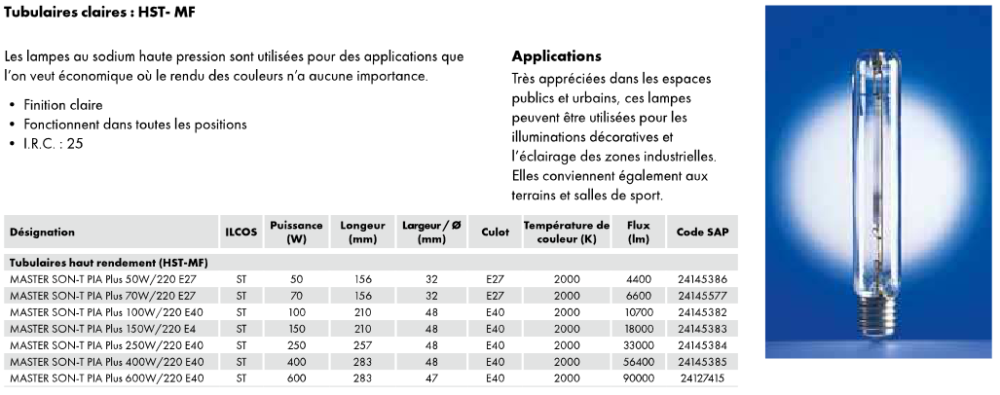 Tubulaires claires : HST- MF
Les lampes au sodium haute pression sont utilisées pour des applications que
l'on veut économique où le rendu des couleurs n'a aucune importance.
• Finition claire
• Fonctionnent dans toutes les positions
• I.R.C. : 25
Applications
Très appréciées dans les espaces
publics et urbains, ces lampes
peuvent être utilisées pour les
illuminations décoratives et
l'éclairage des zones industrielles.
Elles conviennent également aux
terrains et salles de sport.
Désignation ILCOS Puissance (W) Longeur (mm) Largeur / Ø (mm) Culot Température de couleur (K) Flux (lm) Code SAP
Tubulaires haut rendement (HST-MF)
MASTER SON-T PIA Plus 50W/220 E27 ST 50 156 32 E27 2000 4400 24145386
MASTER SON-T PIA Plus 70W/220 E27 ST 70 156 32 E27 2000 6600 24145577
MASTER SON-T PIA Plus 100W/220 E40 ST 100 210 48 E40 2000 10700 24145382
MASTER SON-T PIA Plus 150W/220 E4 ST 150 210 48 E40 2000 18000 24145383
MASTER SON-T PIA Plus 250W/220 E40 ST 250 257 48 E40 2000 33000 24145384
MASTER SON-T PIA Plus 400W/220 E40 ST 400 283 48 E40 2000 56400 24145385
MASTER SON-T PIA Plus 600W/220 E40 ST 600 283 47 E40 2000 90000 24127415